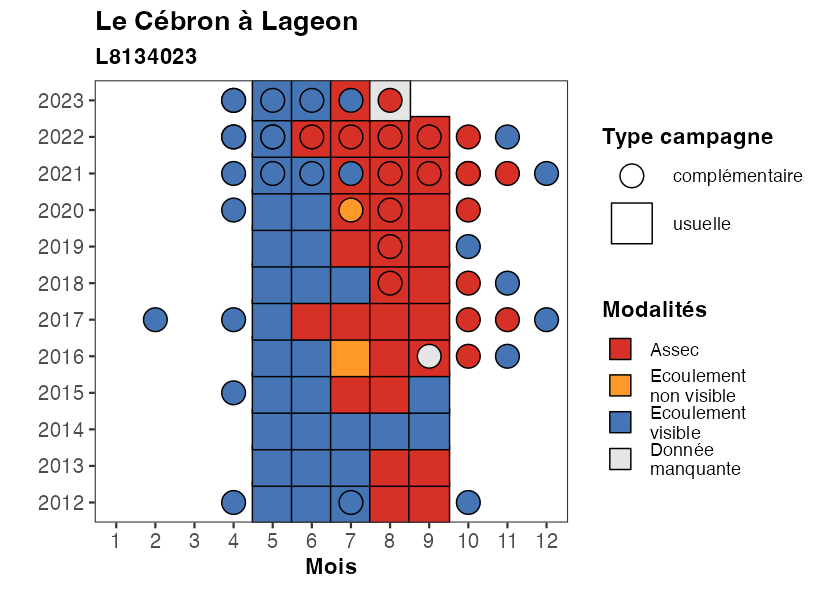 Le Cébron à Lageon
L8134023
2023
2022
2021
2020
2019
2018
2017
2016
2015
2014
2013
2012
1 2 3 4 5 6 7 8 9 10 11 12
Mois
Type campagne
complémentaire
usuelle
Modalités
Assec
Ecoulement
non visible
Ecoulement
visible
Donnée
manquante